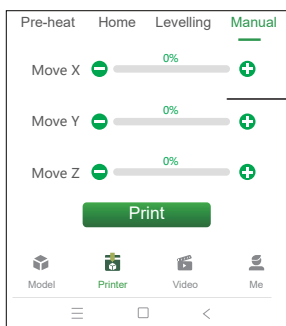 Pre-heat Home Levelling Manual
0%
Move X
0%
Move Y
0%
Move Z
Print
Model Printer Video Me